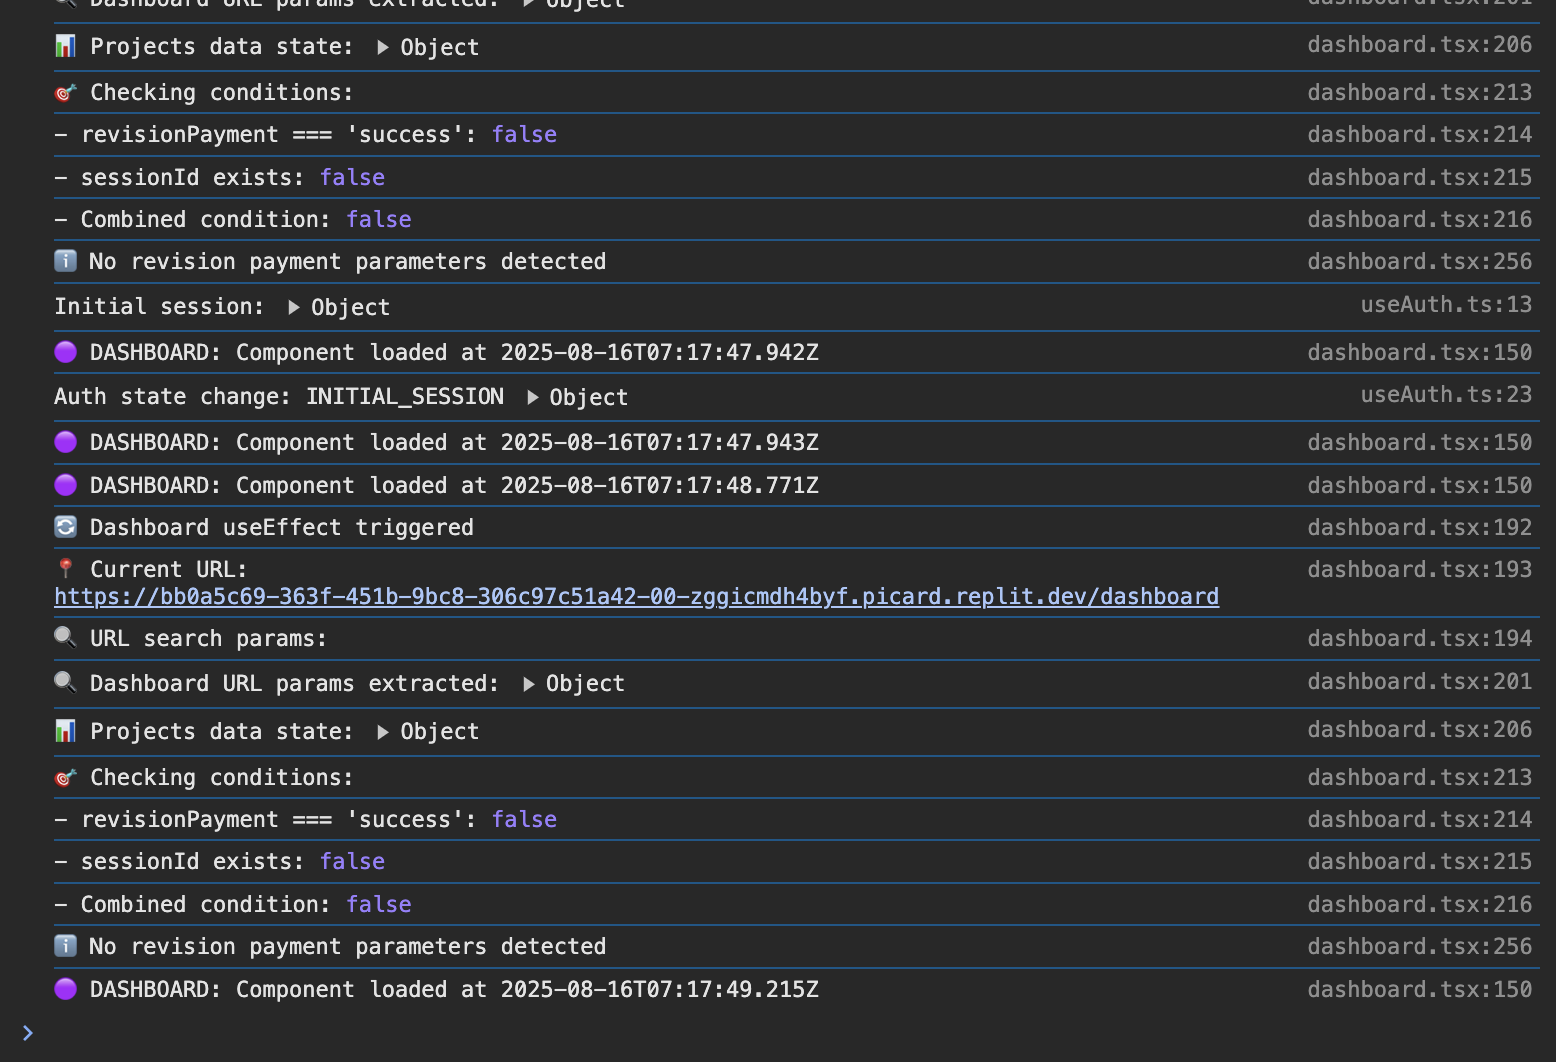 Dashboard URL params extracted: ▶ Object dashboard.tsx:201
📊 Projects data state: ▶ Object dashboard.tsx:206
🎯 Checking conditions: dashboard.tsx:213
– revisionPayment === 'success': false dashboard.tsx:214
– sessionId exists: false dashboard.tsx:215
– Combined condition: false dashboard.tsx:216
ℹ️ No revision payment parameters detected dashboard.tsx:256
Initial session: ▶ Object useAuth.ts:13
🟣 DASHBOARD: Component loaded at 2025-08-16T07:17:47.942Z dashboard.tsx:150
Auth state change: INITIAL_SESSION ▶ Object useAuth.ts:23
🟣 DASHBOARD: Component loaded at 2025-08-16T07:17:47.943Z dashboard.tsx:150
🟣 DASHBOARD: Component loaded at 2025-08-16T07:17:48.771Z dashboard.tsx:150
🔄 Dashboard useEffect triggered dashboard.tsx:192
📍 Current URL: dashboard.tsx:193
https://bb0a5c69-363f-451b-9bc8-306c97c51a42-00-zggicmdh4byf.picard.replit.dev/dashboard
🔍 URL search params: dashboard.tsx:194
🔍 Dashboard URL params extracted: ▶ Object dashboard.tsx:201
📊 Projects data state: ▶ Object dashboard.tsx:206
🎯 Checking conditions: dashboard.tsx:213
– revisionPayment === 'success': false dashboard.tsx:214
– sessionId exists: false dashboard.tsx:215
– Combined condition: false dashboard.tsx:216
ℹ️ No revision payment parameters detected dashboard.tsx:256
🟣 DASHBOARD: Component loaded at 2025-08-16T07:17:49.215Z dashboard.tsx:150